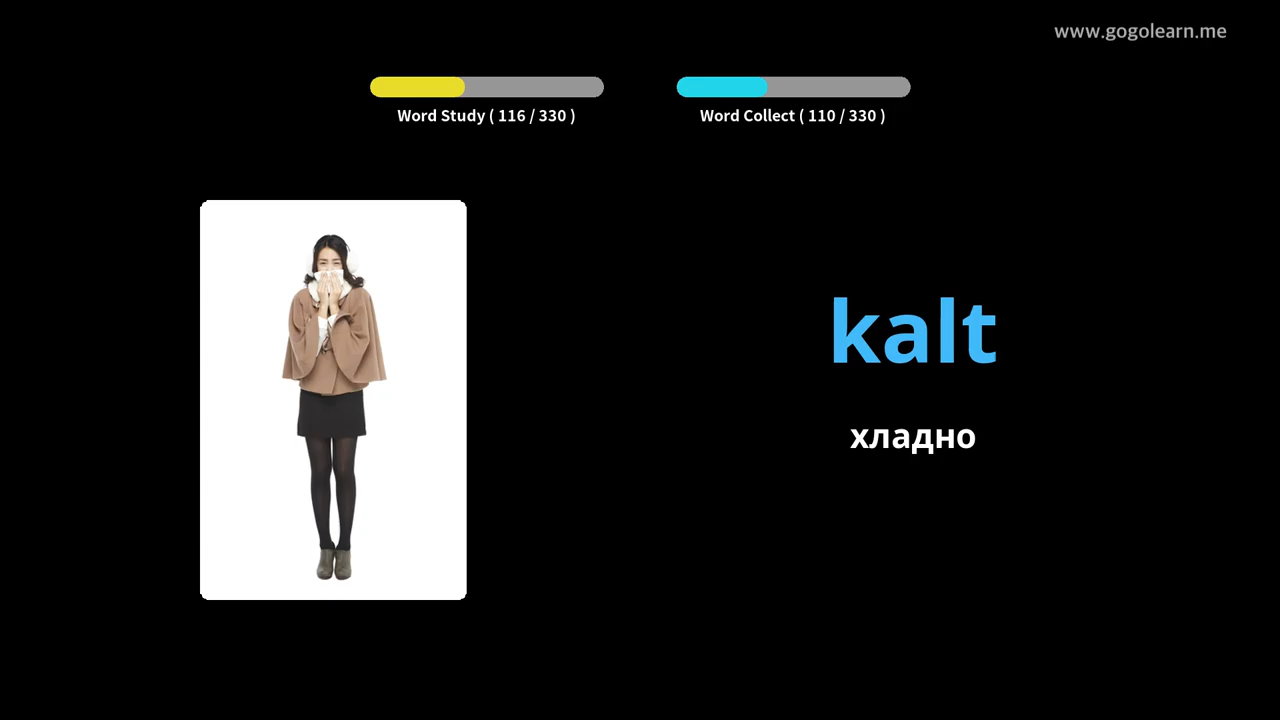 www.gogolearn.me
Word Study ( 116 / 330 )
Word Collect ( 110 / 330 )
kalt
хладно